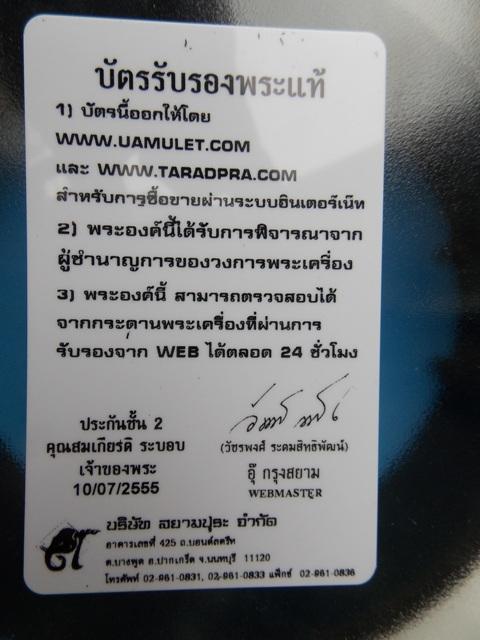 บัตรรับรองพระแท้
1) บัตรนี้ออกให้โดย
WWW.UAMULET.COM
และ WWW.TARADPRA.COM
สำหรับการซื้อขายผ่านระบบอินเตอร์เน็ท
2) พระองค์นี้ได้รับการพิจารณาจาก
ผู้ชำนาญการของวงการพระเครื่อง
3) พระองค์นี้ สามารถตรวจสอบได้
จากกระดานพระเครื่องที่ผ่านการ
รับรองจาก WEB ได้ตลอด 24 ชั่วโมง
ประกันชั้น 2
คุณสมเกียรติ ระบอบ
เจ้าของพระ
10/07/2555
(วัชรพงศ์ ระดมสิทธิพัฒน์)
อุ๊ กรุงสยาม
WEBMASTER
บริษัท สยามปุระ จำกัด
อาคารเลขที่ 425 ถ.บอนด์สตรีท
ต.บางพูด อ.ปากเกร็ด จ.นนทบุรี 11120
โทรศัพท์ 02-961-0831, 02-961-0833 แฟ็กซ์ 02-961-0836